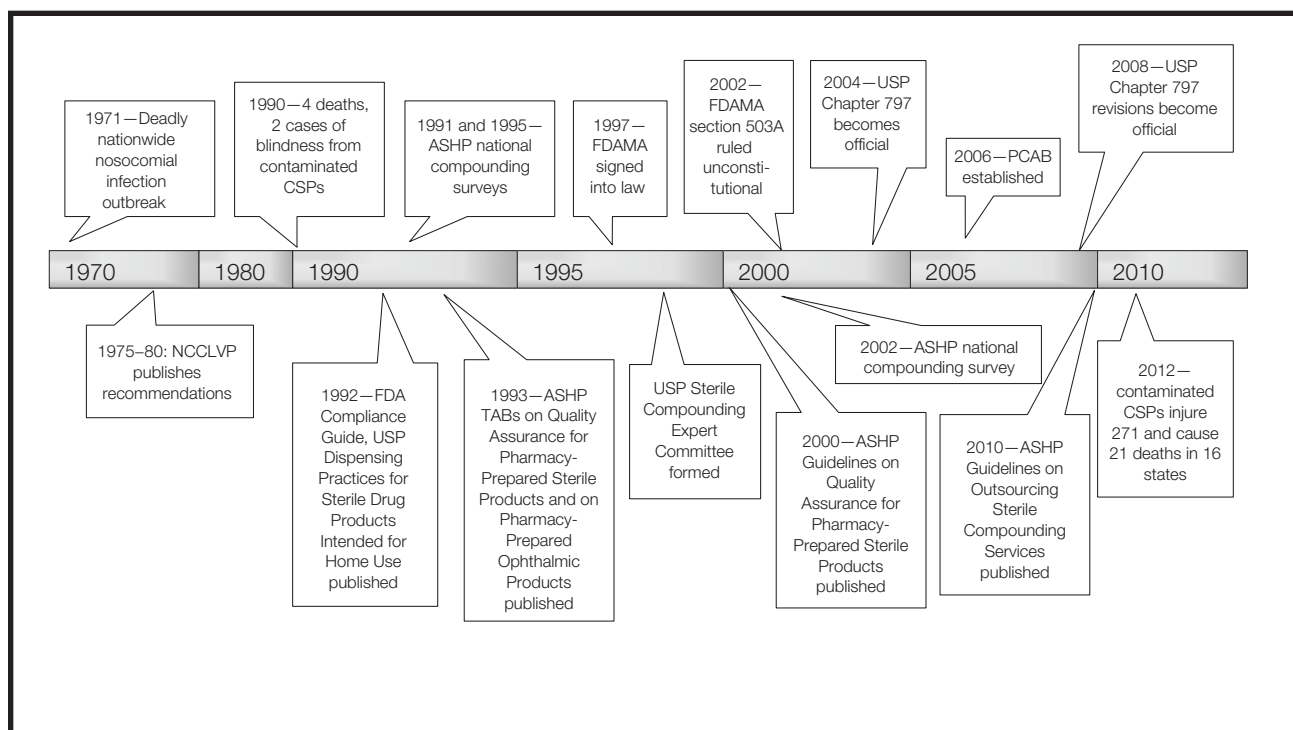 1971—Deadly
nationwide
nosocomial
infection
outbreak
1990—4 deaths,
2 cases of
blindness from
contaminated
CSPs
1991 and 1995—
ASHP national
compounding
surveys
1997—
FDAMA
signed
into law
2002—
FDAMA
section 503A
ruled
unconsti-
tutional
2004—USP
Chapter 797
becomes
official
2006—PCAB
established
2008—USP
Chapter 797
revisions become
official
1970
1980
1990
1995
2000
2005
2010
1975–80: NCCLVP
publishes
recommendations
1992—FDA
Compliance
Guide, USP
Dispensing
Practices for
Sterile Drug
Products
Intended for
Home Use
published
1993—ASHP
TABs on Quality
Assurance for
Pharmacy-
Prepared Sterile
Products and on
Pharmacy-
Prepared
Ophthalmic
Products
published
USP Sterile
Compounding
Expert
Committee
formed
2000—ASHP
Guidelines on
Quality
Assurance for
Pharmacy-
Prepared Sterile
Products
published
2002—ASHP national
compounding survey
2010—ASHP
Guidelines on
Outsourcing
Sterile
Compounding
Services
published
2012—
contaminated
CSPs injure
271 and cause
21 deaths in 16
states